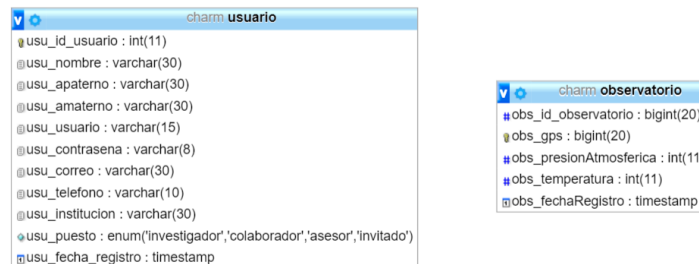 charm usuario
usu_id_usuario : int(11)
usu_nombre : varchar(30)
usu_apaterno : varchar(30)
usu_amaterno : varchar(30)
usu_usuario : varchar(15)
usu_contrasena : varchar(8)
usu_correo : varchar(30)
usu_telefono : varchar(10)
usu_institucion : varchar(30)
usu_puesto : enum('investigador','colaborador','asesor','invitado')
usu_fecha_registro : timestamp
charm observatorio
# obs_id_observatorio : bigint(20)
obs_gps : bigint(20)
# obs_presionAtmosferica : int(11
# obs_temperatura : int(11)
obs_fechaRegistro : timestamp